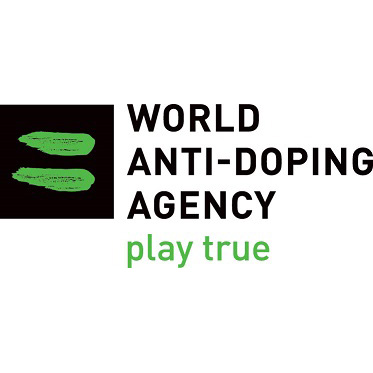 WORLD
ANTI-DOPING
AGENCY
play true